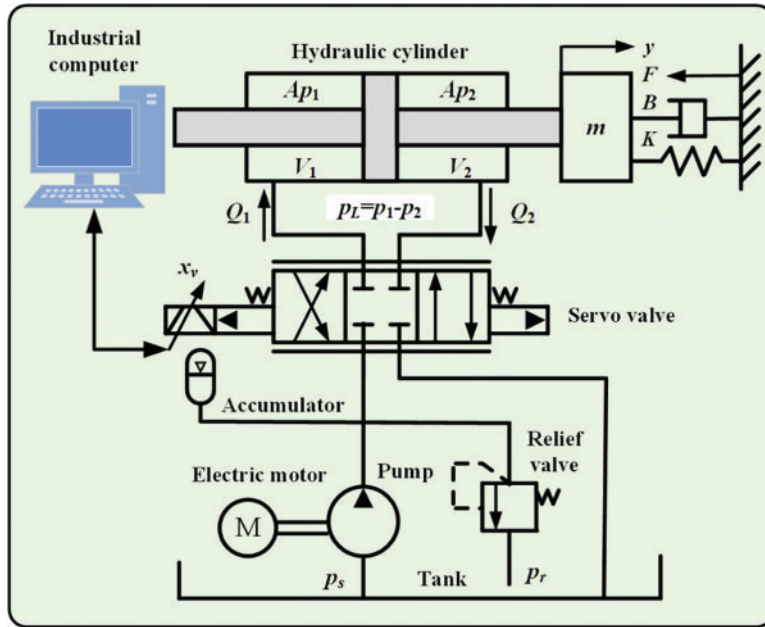 Industrial
computer
Hydraulic cylinder
Ap1
Ap2
V1
V2
m
y
F
B
K
Q1
pL=p1-p2
Q2
xv
Servo valve
Accumulator
Relief
valve
Electric motor
Pump
M
ps
Tank
pr